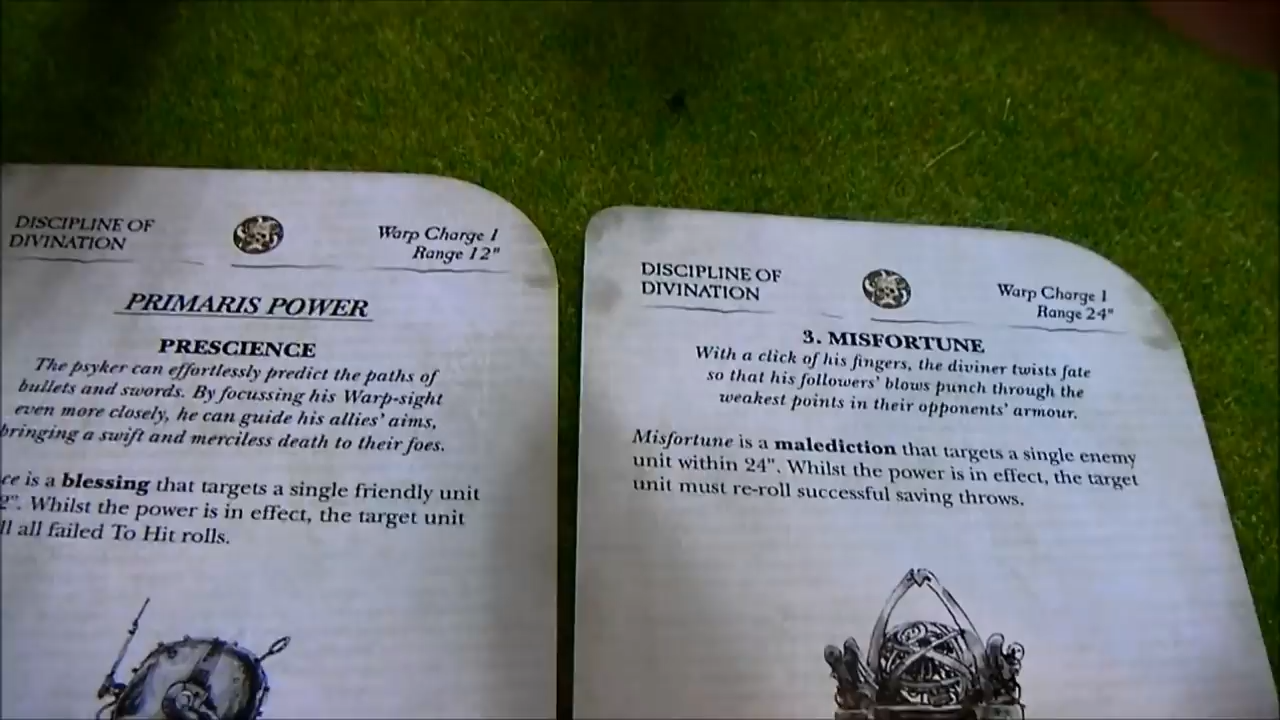 DISCIPLINE OF
DIVINATION
Warp Charge 1
Range 12"
PRIMARIS POWER
PRESCIENCE
The psyker can effortlessly predict the paths of
bullets and swords. By focussing his Warp-sight
even more closely, he can guide his allies' aims,
bringing a swift and merciless death to their foes.
is a blessing that targets a single friendly unit
2". Whilst the power is in effect, the target unit
all failed To Hit rolls.
DISCIPLINE OF
DIVINATION
Warp Charge 1
Range 24"
3. MISFORTUNE
With a click of his fingers, the diviner twists fate
so that his followers' blows punch through the
weakest points in their opponents' armour.
Misfortune is a malediction that targets a single enemy
unit within 24". Whilst the power is in effect, the target
unit must re-roll successful saving throws.